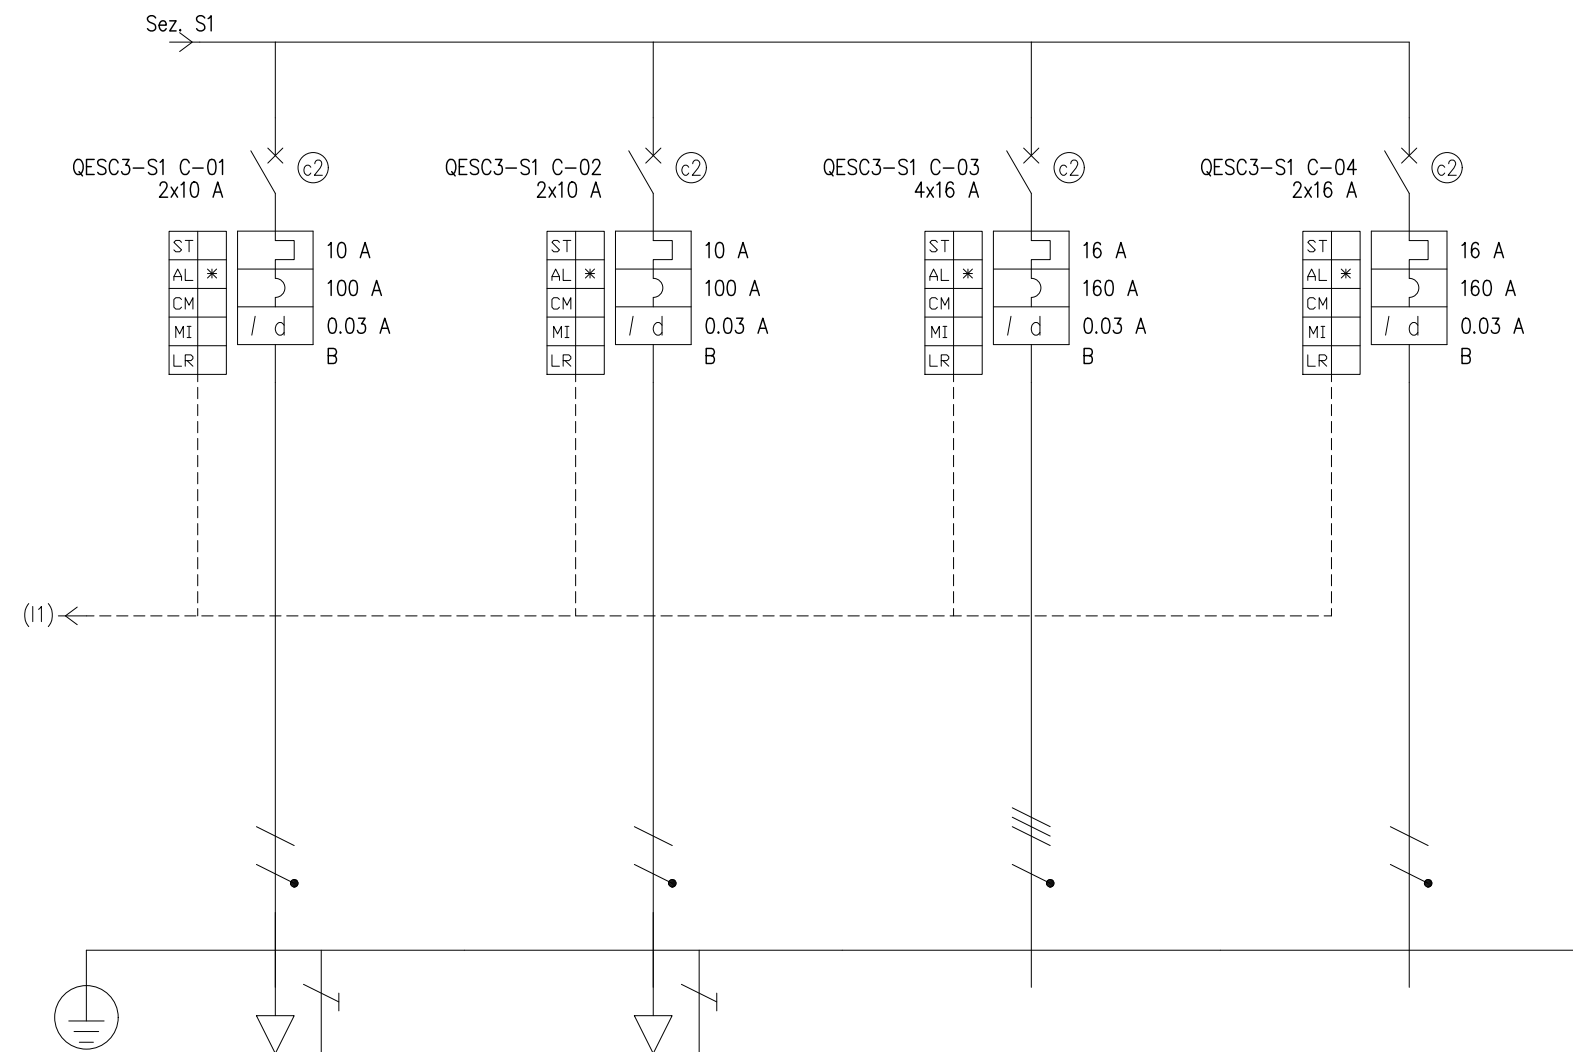 Sez. S1
QESC3-S1 C-01
2x10 A
c2
ST
AL *
CM
MI
LR
10 A
100 A
I d
0.03 A
B
QESC3-S1 C-02
2x10 A
c2
ST
AL *
CM
MI
LR
10 A
100 A
I d
0.03 A
B
QESC3-S1 C-03
4x16 A
c2
ST
AL *
CM
MI
LR
16 A
160 A
I d
0.03 A
B
QESC3-S1 C-04
2x16 A
c2
ST
AL *
CM
MI
LR
16 A
160 A
I d
0.03 A
B
(I1)